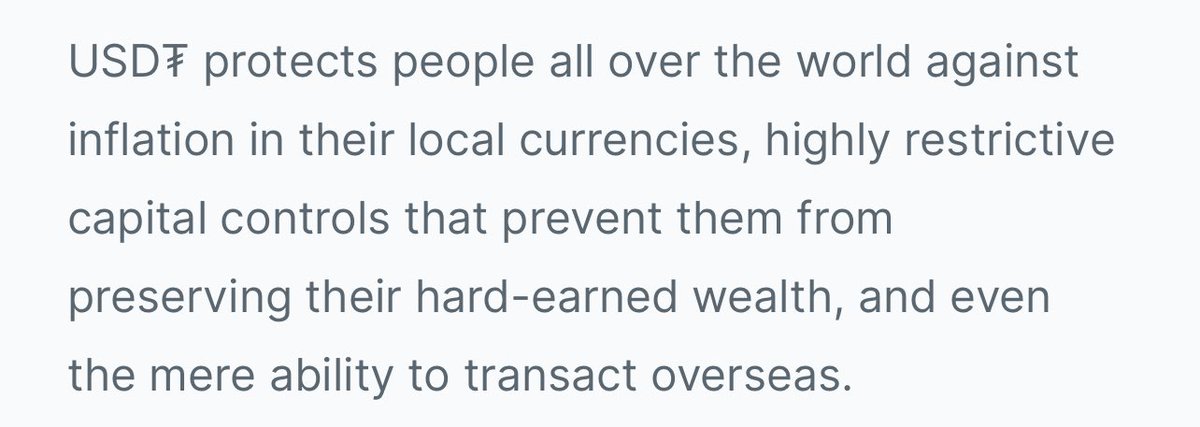 USD₮ protects people all over the world against
inflation in their local currencies, highly restrictive
capital controls that prevent them from
preserving their hard-earned wealth, and even
the mere ability to transact overseas.